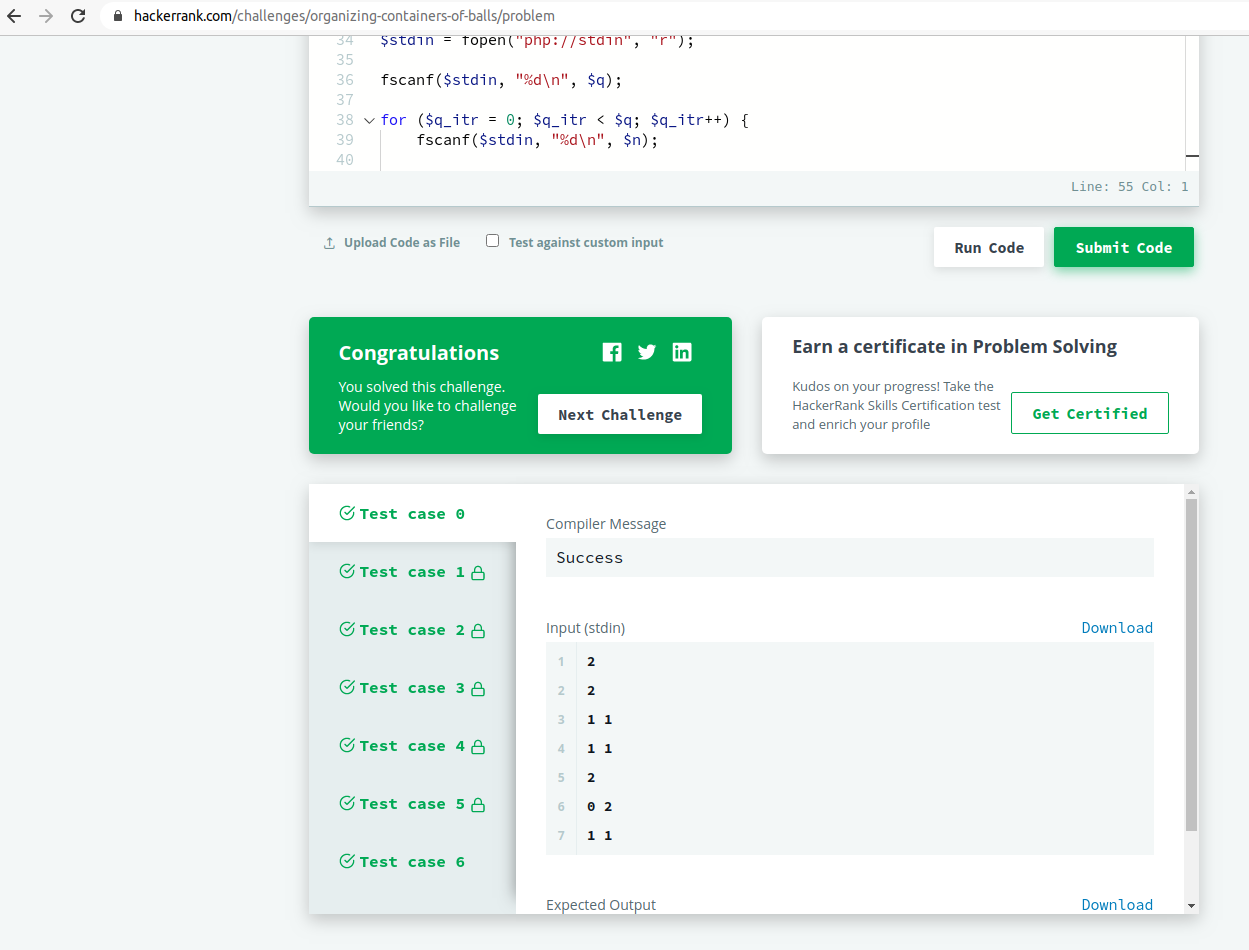 hackerrank.com/challenges/organizing-containers-of-balls/problem
34 $stdin = fopen("php://stdin", "r");
35
36 fscanf($stdin, "%d\n", $q);
37
38 for ($q_itr = 0; $q_itr < $q; $q_itr++) {
39 fscanf($stdin, "%d\n", $n);
40
Line: 55 Col: 1
Upload Code as File Test against custom input
Run Code Submit Code
Congratulations
You solved this challenge.
Would you like to challenge
your friends?
Next Challenge
Earn a certificate in Problem Solving
Kudos on your progress! Take the
HackerRank Skills Certification test
and enrich your profile
Get Certified
Test case 0
Test case 1
Test case 2
Test case 3
Test case 4
Test case 5
Test case 6
Compiler Message
Success
Input (stdin) Download
1 2
2 2
3 1 1
4 1 1
5 2
6 0 2
7 1 1
Expected Output Download